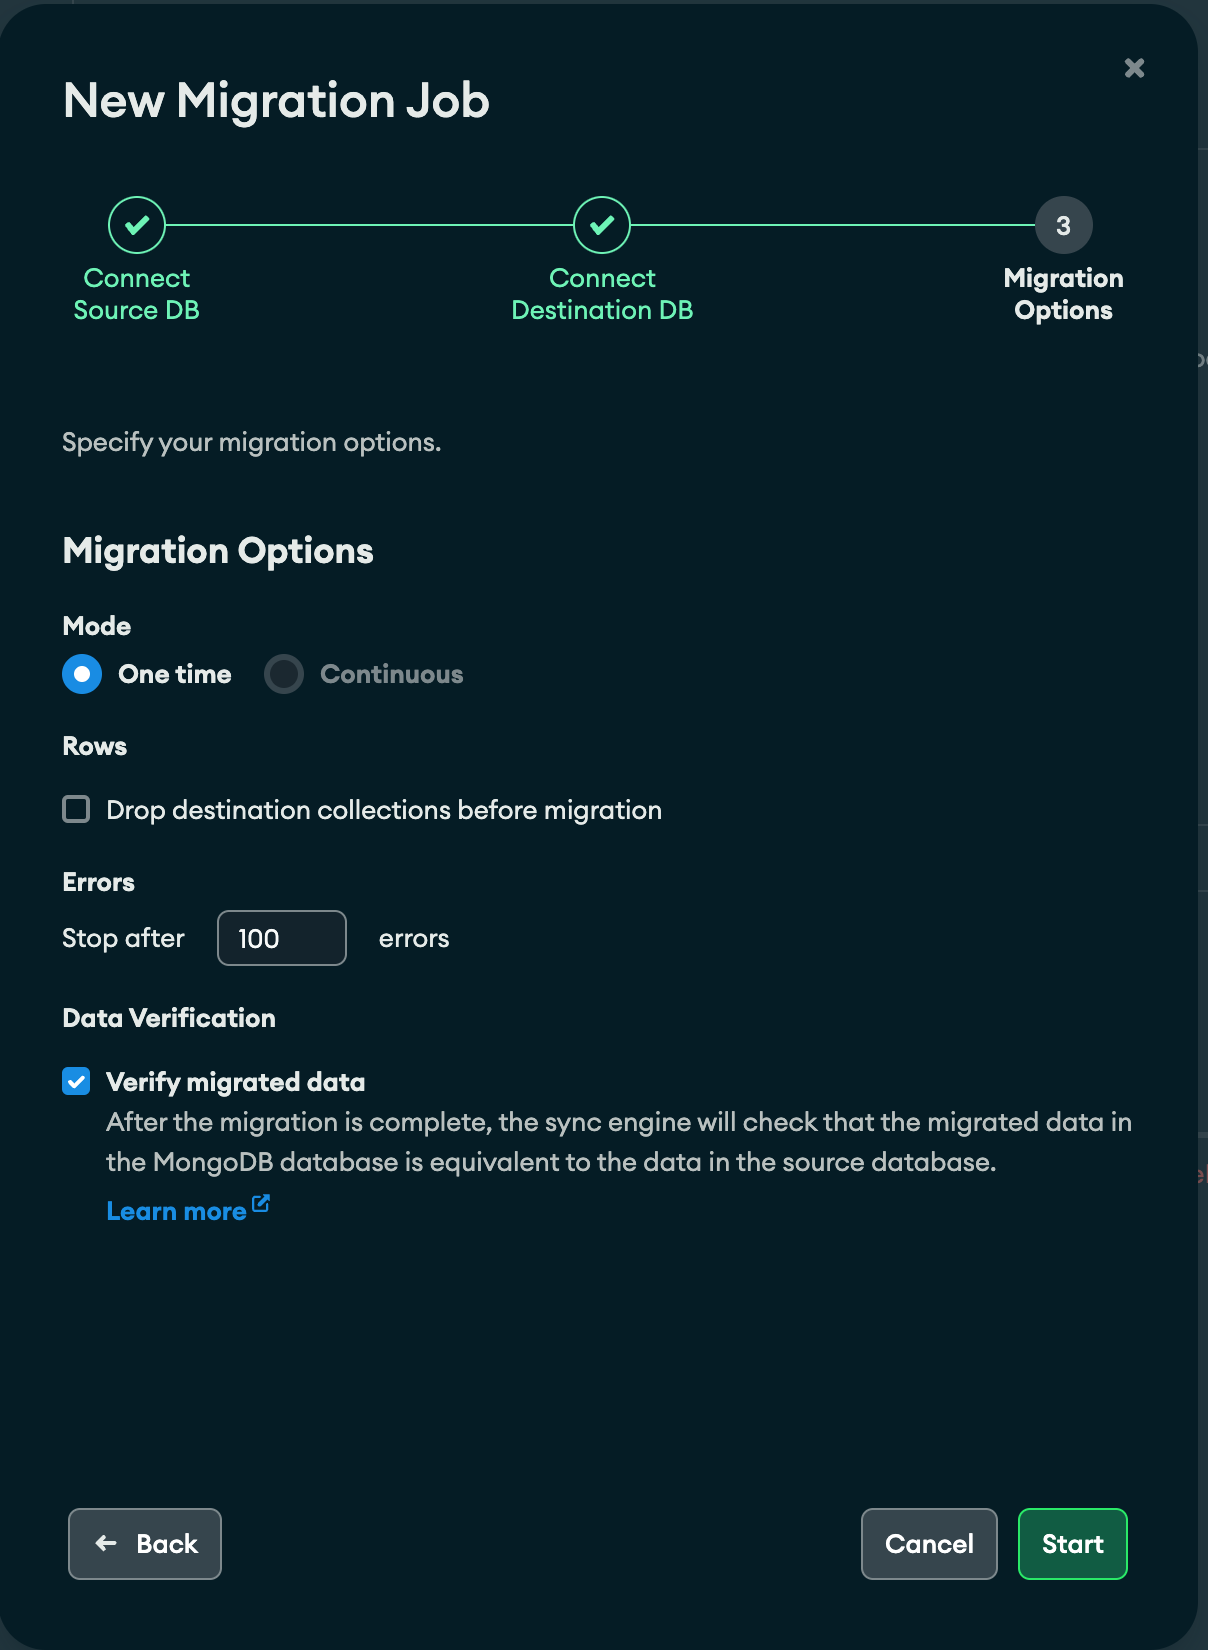 New Migration Job
3
Connect
Source DB
Connect
Destination DB
Migration
Options
Specify your migration options.
Migration Options
Mode
One time
Continuous
Rows
Drop destination collections before migration
Errors
Stop after 100 errors
Data Verification
Verify migrated data
After the migration is complete, the sync engine will check that the migrated data in
the MongoDB database is equivalent to the data in the source database.
Learn more
Back
Cancel
Start